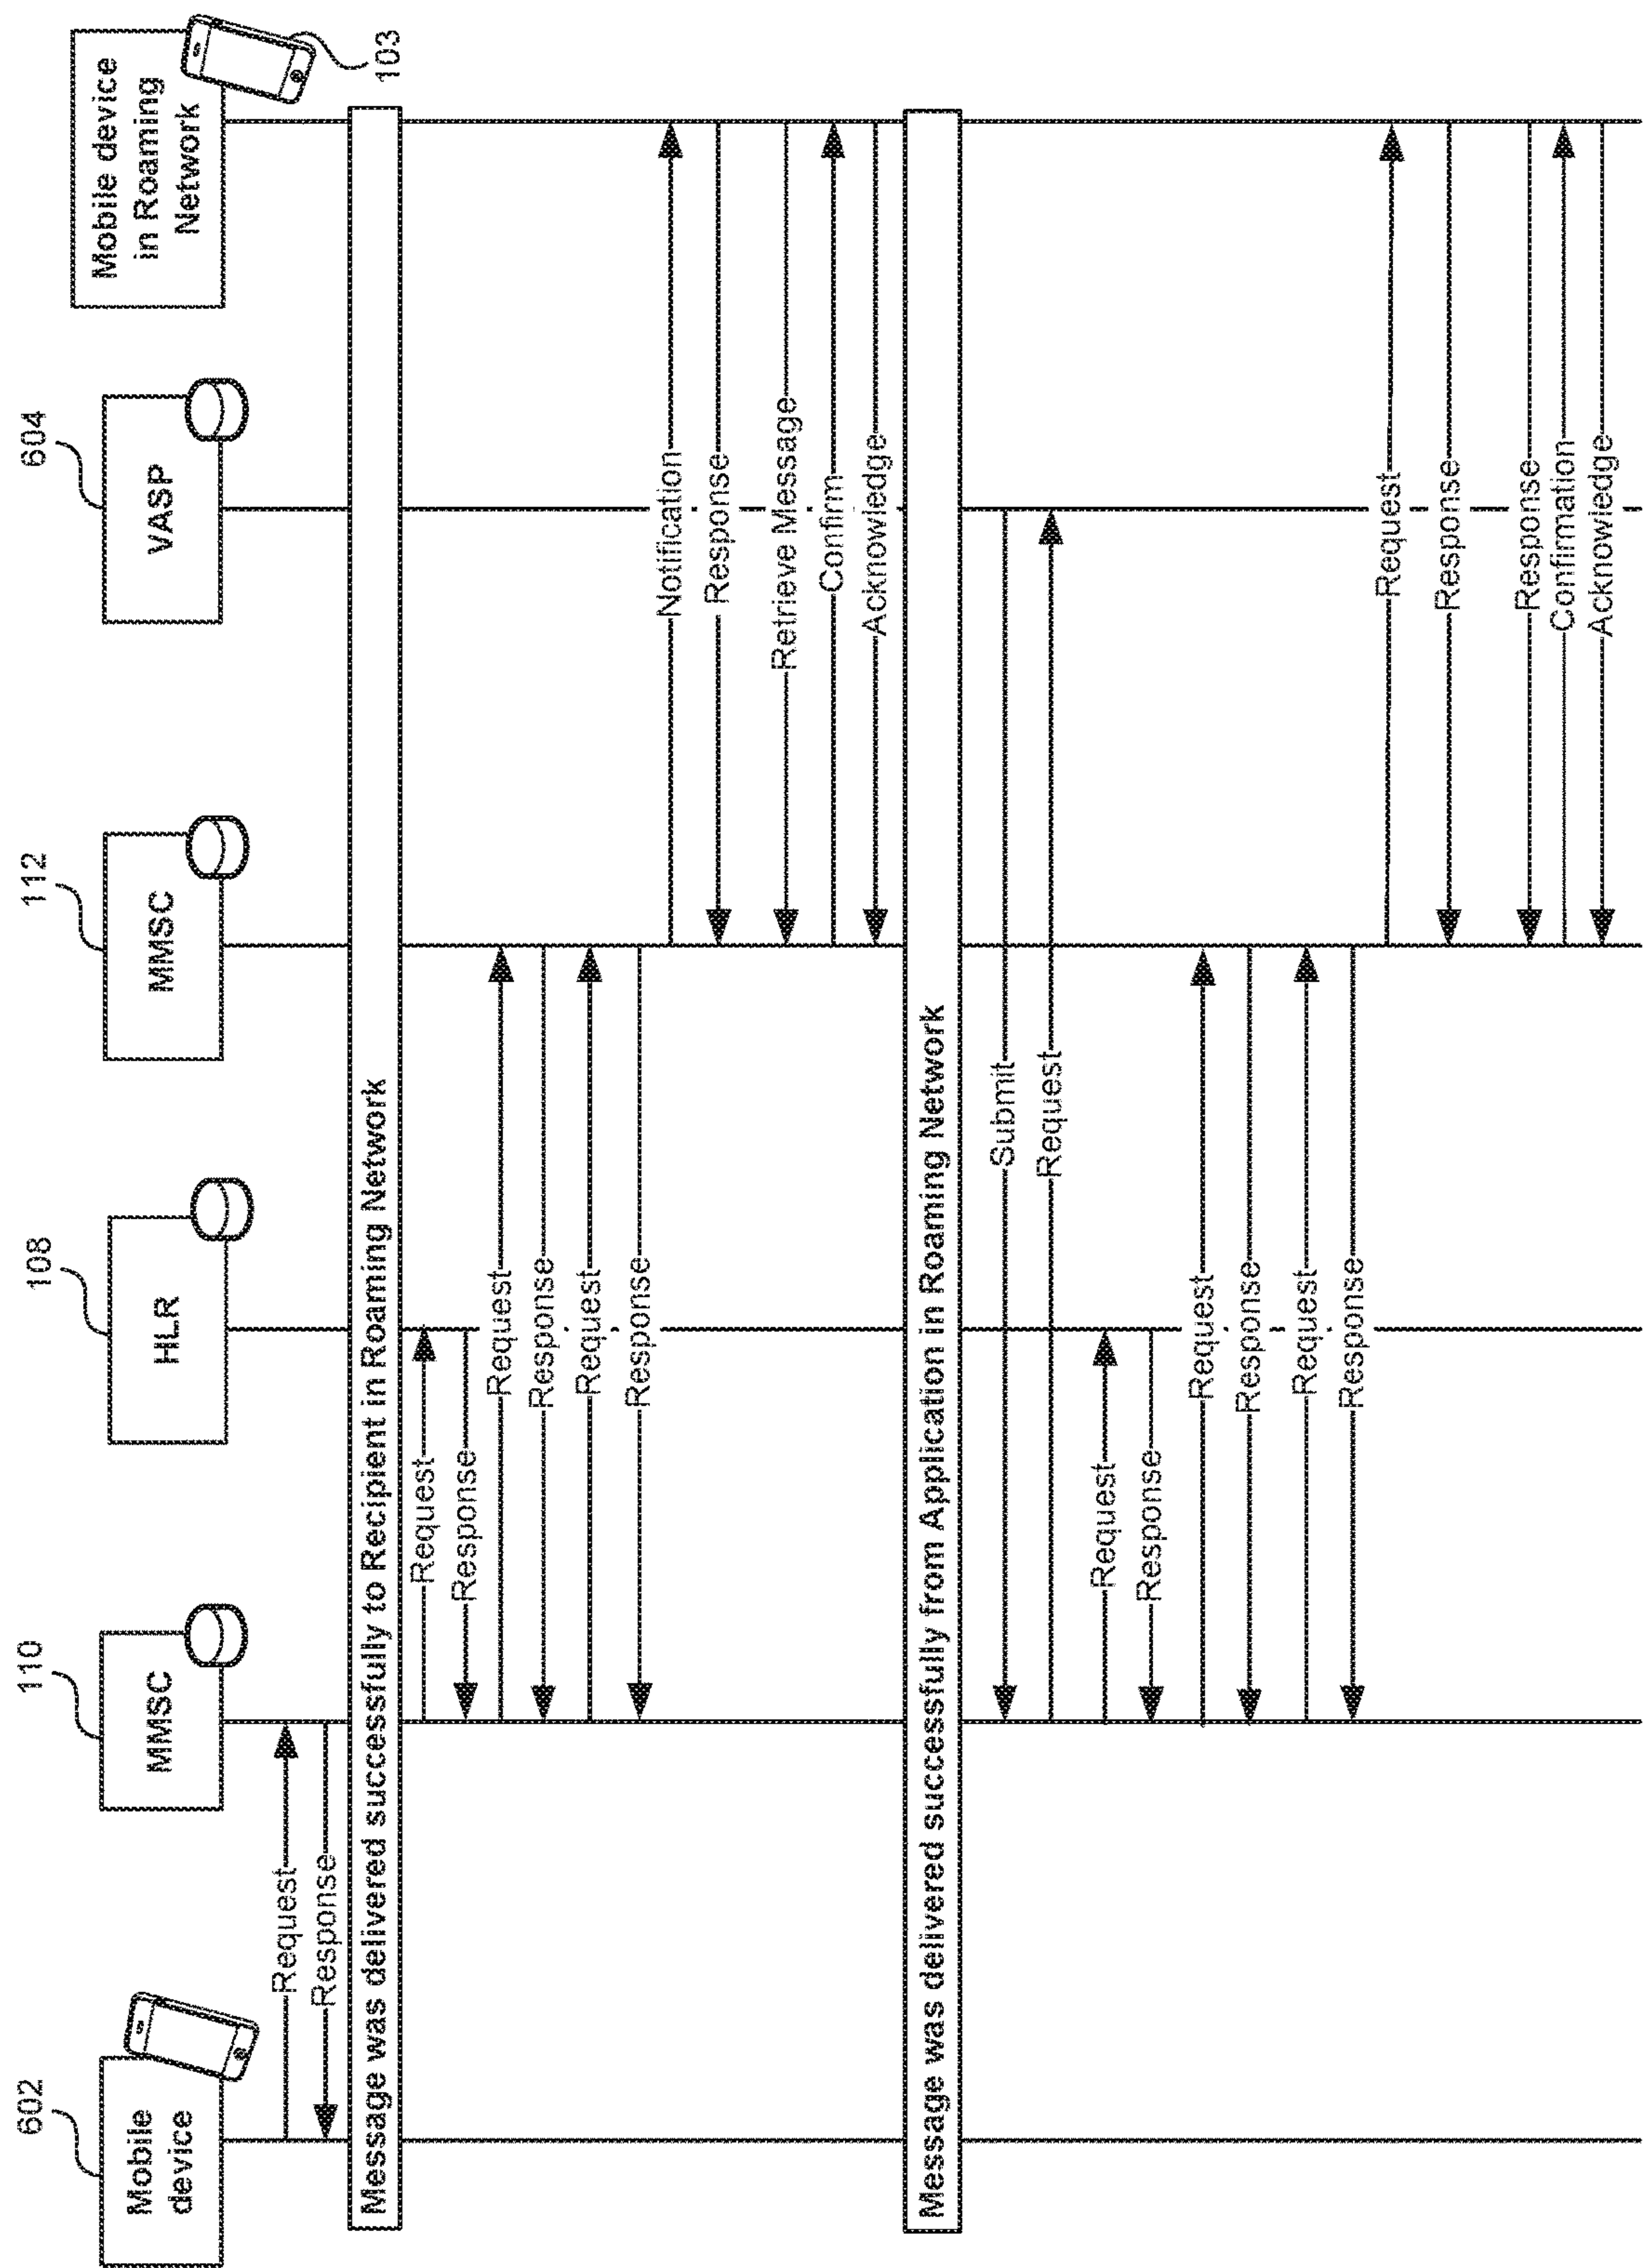 602
Mobile
device
110
MMSC
108
HLR
112
MMSC
604
VASP
Mobile device
in Roaming
Network
103
Request
Response
Message was delivered successfully to Recipient in Roaming Network
Request
Response
Request
Response
Request
Response
Notification
Response
Retrieve Message
Confirm
Acknowledge
Message was delivered successfully from Application in Roaming Network
Submit
Request
Request
Response
Request
Response
Request
Response
Request
Response
Response
Confirmation
Acknowledge